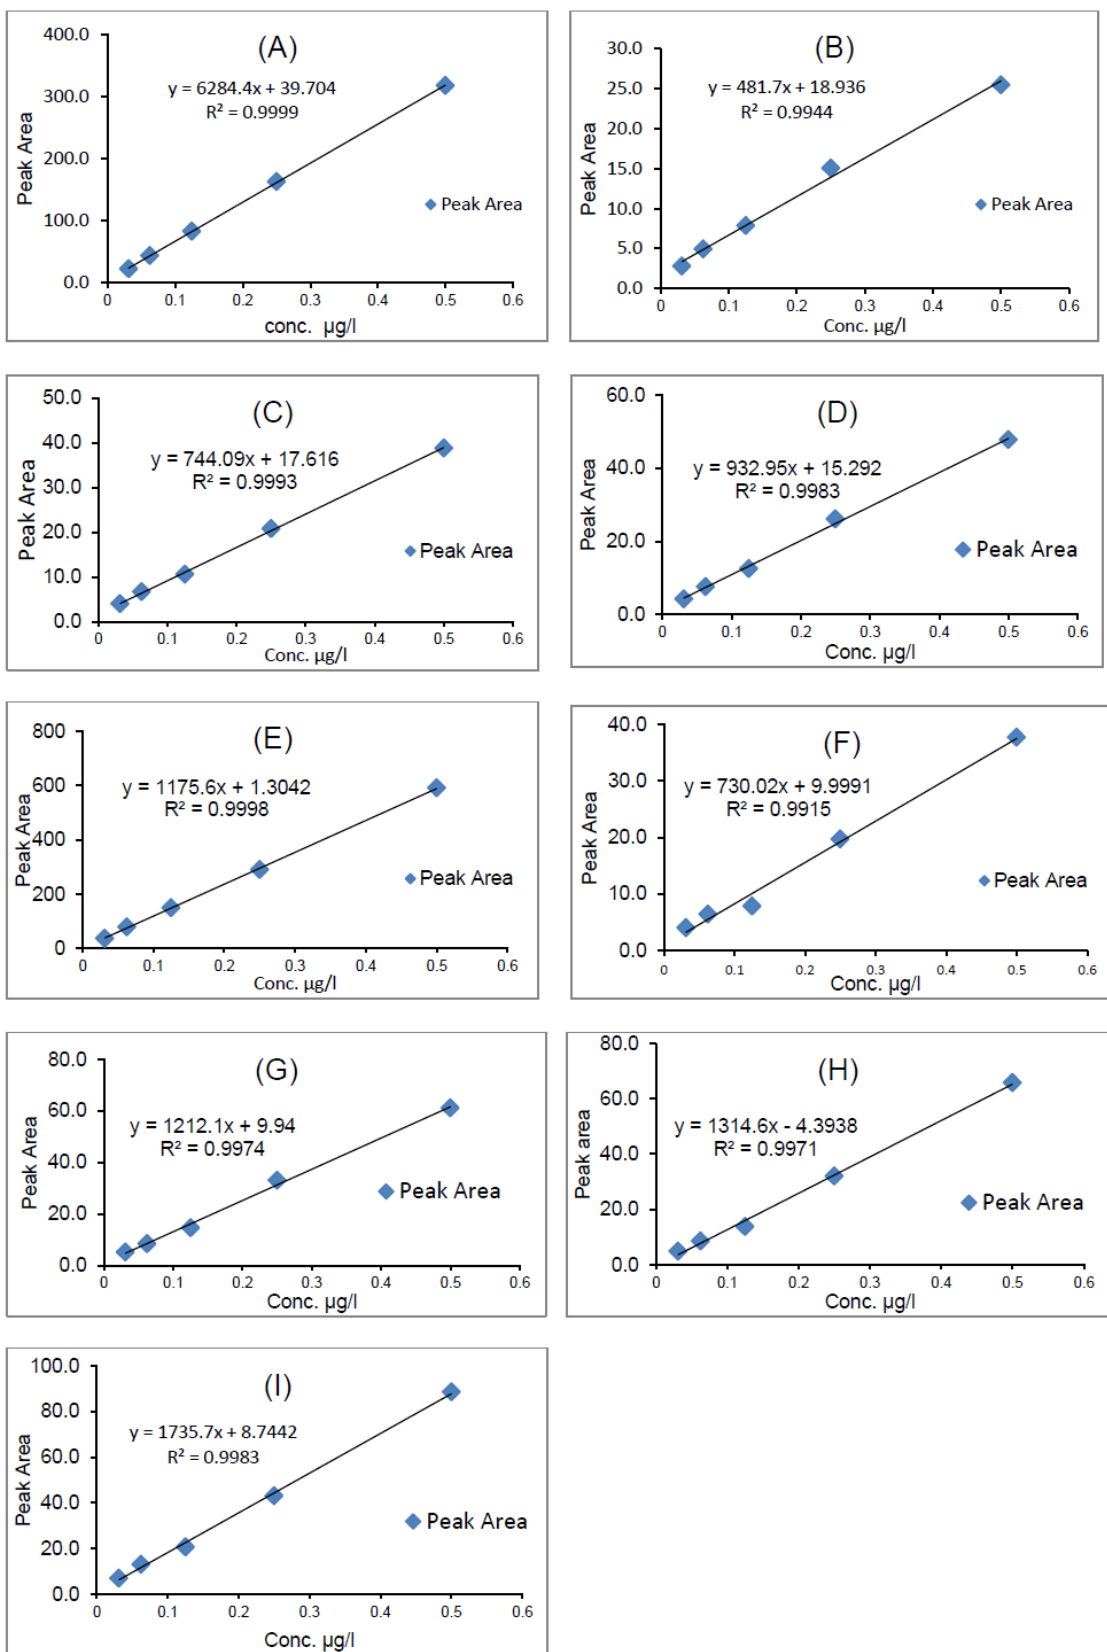 (A)
y = 6284.4x + 39.704
R² = 0.9999
Peak Area
400.0
300.0
200.0
100.0
0.0
0 0.1 0.2 0.3 0.4 0.5 0.6
conc. µg/l
Peak Area
(B)
y = 481.7x + 18.936
R² = 0.9944
Peak Area
30.0
25.0
20.0
15.0
10.0
5.0
0.0
0 0.1 0.2 0.3 0.4 0.5 0.6
Conc. µg/l
Peak Area
(C)
y = 744.09x + 17.616
R² = 0.9993
Peak Area
50.0
40.0
30.0
20.0
10.0
0.0
0 0.1 0.2 0.3 0.4 0.5 0.6
Conc. µg/l
Peak Area
(D)
y = 932.95x + 15.292
R² = 0.9983
Peak Area
60.0
40.0
20.0
0.0
0 0.1 0.2 0.3 0.4 0.5 0.6
Conc. µg/l
Peak Area
(E)
y = 1175.6x + 1.3042
R² = 0.9998
Peak Area
800
600
400
200
0
0 0.1 0.2 0.3 0.4 0.5 0.6
Conc. µg/l
Peak Area
(F)
y = 730.02x + 9.9991
R² = 0.9915
Peak Area
40.0
30.0
20.0
10.0
0.0
0 0.1 0.2 0.3 0.4 0.5 0.6
Conc. µg/l
Peak Area
(G)
y = 1212.1x + 9.94
R² = 0.9974
Peak Area
80.0
60.0
40.0
20.0
0.0
0 0.1 0.2 0.3 0.4 0.5 0.6
Conc. µg/l
Peak Area
(H)
y = 1314.6x - 4.3938
R² = 0.9971
Peak area
80.0
60.0
40.0
20.0
0.0
0 0.1 0.2 0.3 0.4 0.5 0.6
Conc. µg/l
Peak Area
(I)
y = 1735.7x + 8.7442
R² = 0.9983
Peak Area
100.0
80.0
60.0
40.0
20.0
0.0
0 0.1 0.2 0.3 0.4 0.5 0.6
Conc. µg/l
Peak Area